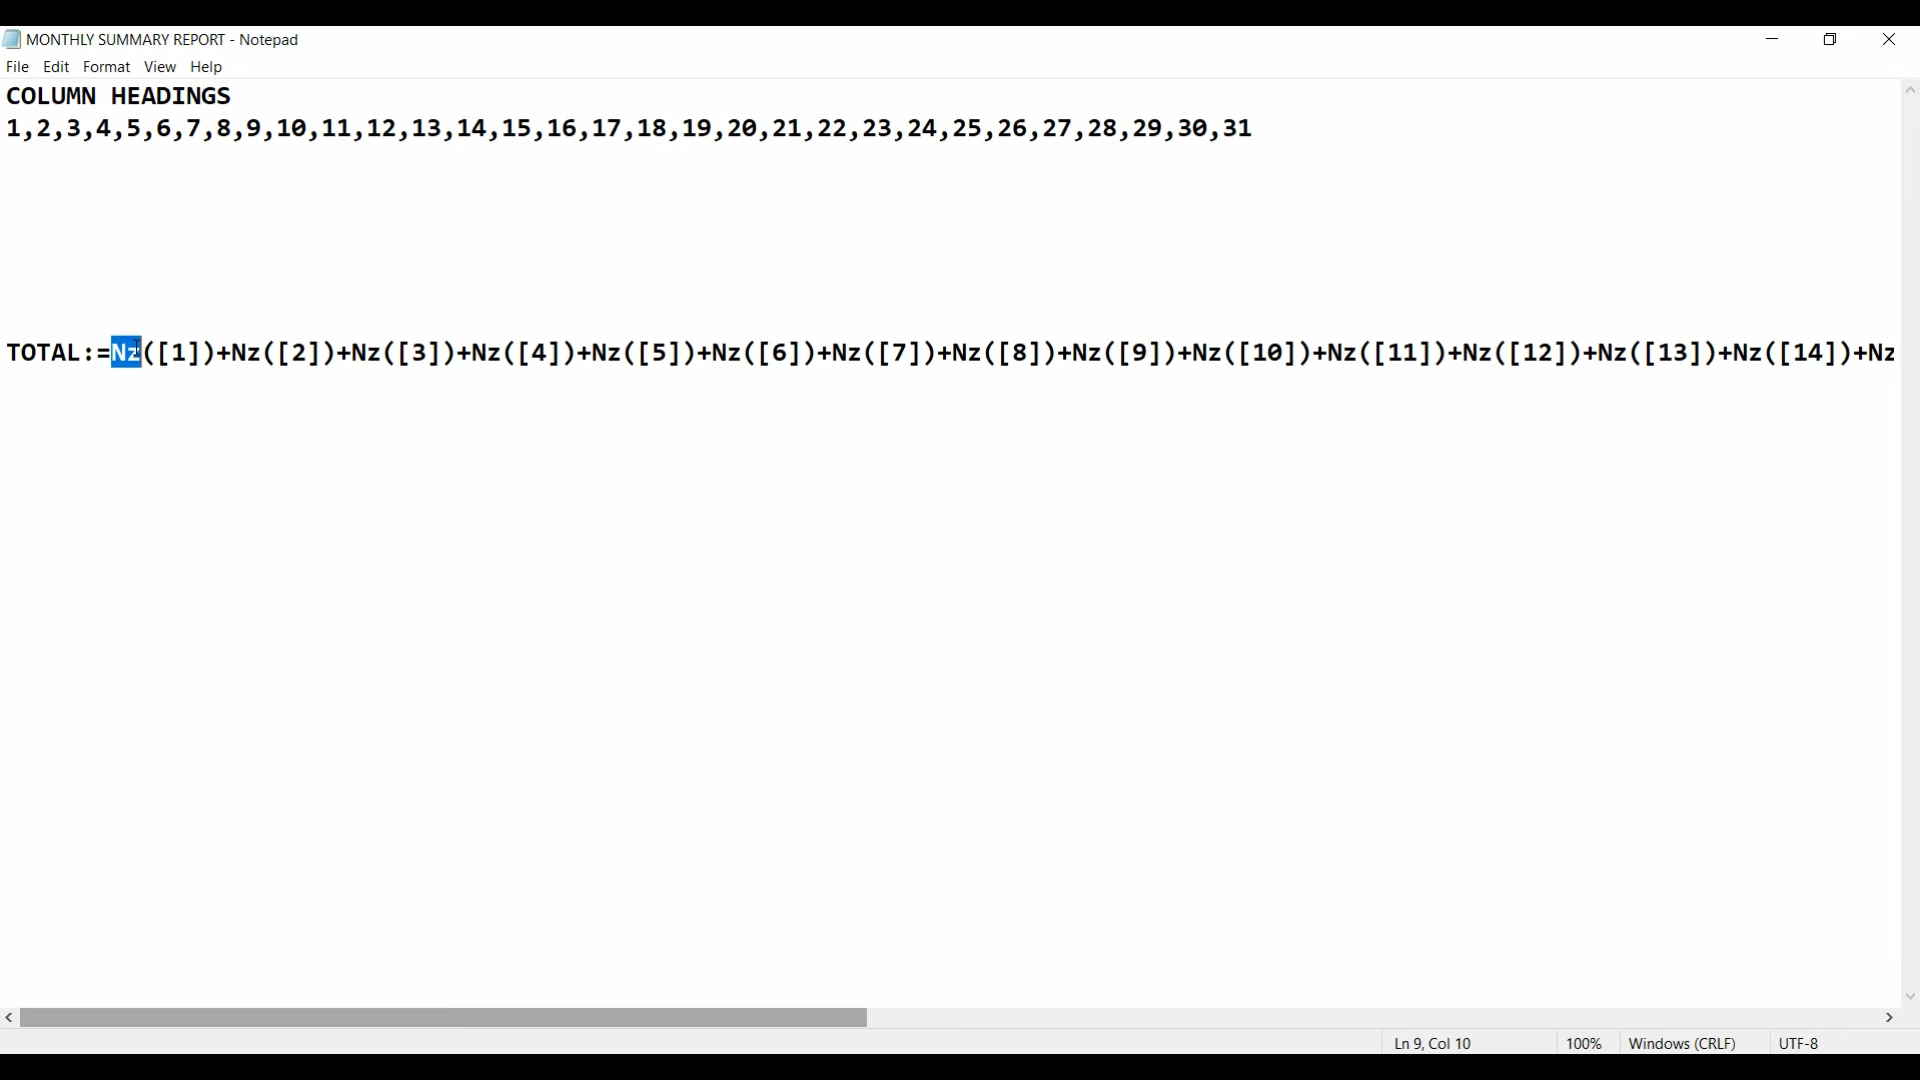 MONTHLY SUMMARY REPORT - Notepad
File Edit Format View Help
COLUMN HEADINGS
1,2,3,4,5,6,7,8,9,10,11,12,13,14,15,16,17,18,19,20,21,22,23,24,25,26,27,28,29,30,31
TOTAL:=Nz([1])+Nz([2])+Nz([3])+Nz([4])+Nz([5])+Nz([6])+Nz([7])+Nz([8])+Nz([9])+Nz([10])+Nz([11])+Nz([12])+Nz([13])+Nz([14])+Nz
Ln 9, Col 10 100% Windows (CRLF) UTF-8